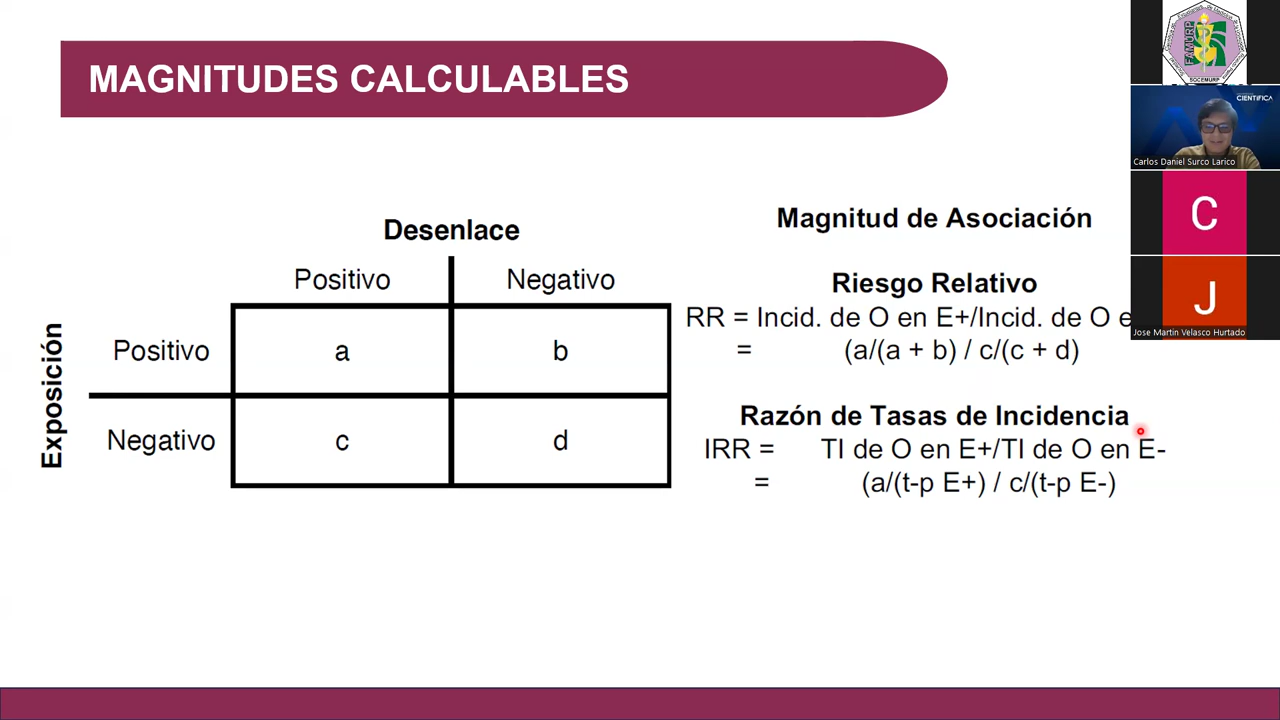 MAGNITUDES CALCULABLES
Desenlace
Positivo Negativo
Exposición
Positivo a b
Negativo c d
Magnitud de Asociación
Riesgo Relativo
RR = Incid. de O en E+/Incid. de O
= (a/(a + b) / c/(c + d)
Razón de Tasas de Incidencia
IRR = TI de O en E+/TI de O en E-
= (a/(t-p E+) / c/(t-p E-)
FAMURP
SOCEMURP
CIENTÍFICA
Carlos Daniel Surco Larico
C
J
Jose Martin Velasco Hurtado